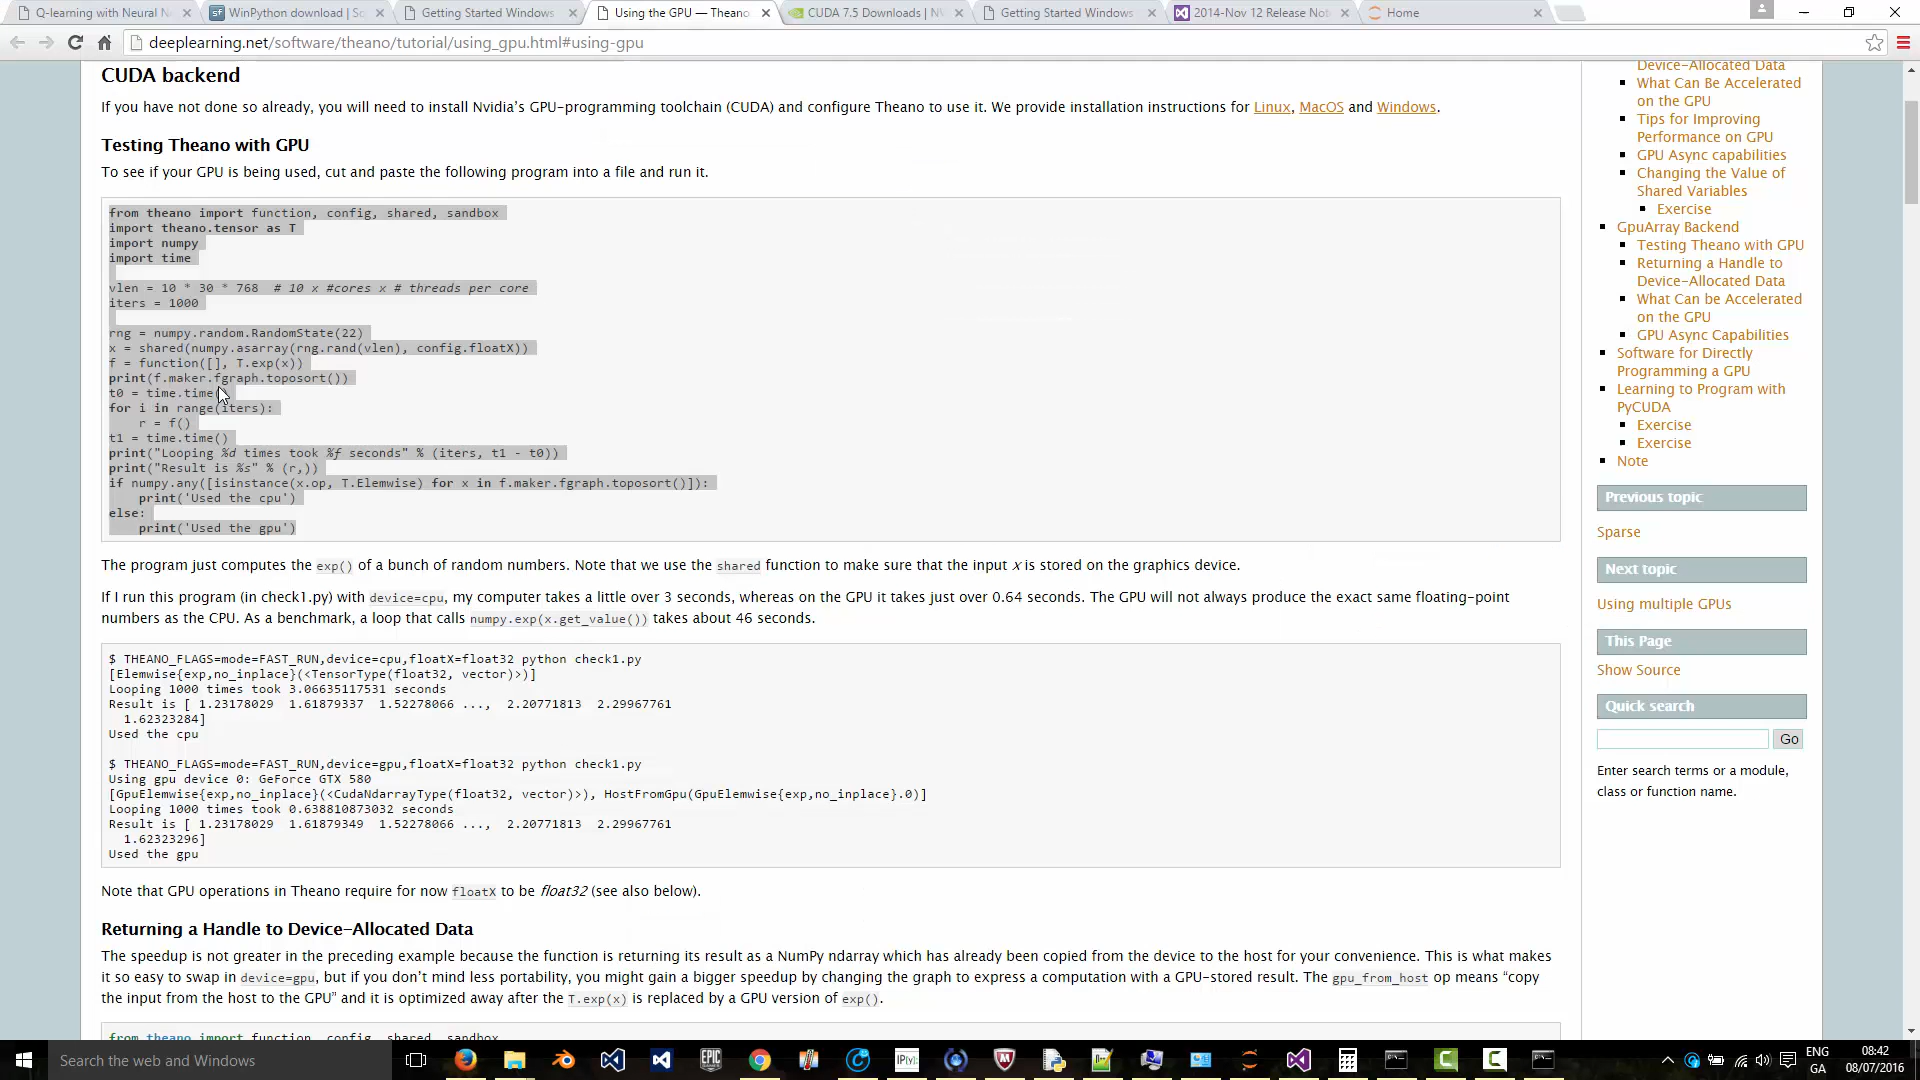 Q-learning with Neural N
WinPython download | So
Getting Started Windows
Using the GPU — Theano
CUDA 7.5 Downloads | NV
Getting Started Windows
2014-Nov 12 Release Not
Home
deeplearning.net/software/theano/tutorial/using_gpu.html#using-gpu
CUDA backend
If you have not done so already, you will need to install Nvidia's GPU-programming toolchain (CUDA) and configure Theano to use it. We provide installation instructions for Linux, MacOS and Windows.
Testing Theano with GPU
To see if your GPU is being used, cut and paste the following program into a file and run it.
from theano import function, config, shared, sandbox
import theano.tensor as T
import numpy
import time
vlen = 10 * 30 * 768  # 10 x #cores x # threads per core
iters = 1000
rng = numpy.random.RandomState(22)
x = shared(numpy.asarray(rng.rand(vlen), config.floatX))
f = function([], T.exp(x))
print(f.maker.fgraph.toposort())
t0 = time.time()
for i in range(iters):
    r = f()
t1 = time.time()
print("Looping %d times took %f seconds" % (iters, t1 - t0))
print("Result is %s" % (r,))
if numpy.any([isinstance(x.op, T.Elemwise) for x in f.maker.fgraph.toposort()]):
    print('Used the cpu')
else:
    print('Used the gpu')
The program just computes the exp() of a bunch of random numbers. Note that we use the shared function to make sure that the input x is stored on the graphics device.
If I run this program (in check1.py) with device=cpu, my computer takes a little over 3 seconds, whereas on the GPU it takes just over 0.64 seconds. The GPU will not always produce the exact same floating-point
numbers as the CPU. As a benchmark, a loop that calls numpy.exp(x.get_value()) takes about 46 seconds.
$ THEANO_FLAGS=mode=FAST_RUN,device=cpu,floatX=float32 python check1.py
[Elemwise{exp,no_inplace}(<TensorType(float32, vector)>)]
Looping 1000 times took 3.06635117531 seconds
Result is [ 1.23178029  1.61879337  1.52278066 ...,  2.20771813  2.29967761
  1.62323284]
Used the cpu
$ THEANO_FLAGS=mode=FAST_RUN,device=gpu,floatX=float32 python check1.py
Using gpu device 0: GeForce GTX 580
[GpuElemwise{exp,no_inplace}(<CudaNdarrayType(float32, vector)>), HostFromGpu(GpuElemwise{exp,no_inplace}.0)]
Looping 1000 times took 0.638810873032 seconds
Result is [ 1.23178029  1.61879349  1.52278066 ...,  2.20771813  2.29967761
  1.62323296]
Used the gpu
Note that GPU operations in Theano require for now floatX to be float32 (see also below).
Returning a Handle to Device-Allocated Data
The speedup is not greater in the preceding example because the function is returning its result as a NumPy ndarray which has already been copied from the device to the host for your convenience. This is what makes
it so easy to swap in device=gpu, but if you don't mind less portability, you might gain a bigger speedup by changing the graph to express a computation with a GPU-stored result. The gpu_from_host op means “copy
the input from the host to the GPU” and it is optimized away after the T.exp(x) is replaced by a GPU version of exp().
from theano import function, config, shared, sandbox
Device-Allocated Data
What Can Be Accelerated
on the GPU
Tips for Improving
Performance on GPU
GPU Async capabilities
Changing the Value of
Shared Variables
Exercise
GpuArray Backend
Testing Theano with GPU
Returning a Handle to
Device-Allocated Data
What Can be Accelerated
on the GPU
GPU Async Capabilities
Software for Directly
Programming a GPU
Learning to Program with
PyCUDA
Exercise
Exercise
Note
Previous topic
Sparse
Next topic
Using multiple GPUs
This Page
Show Source
Quick search
Go
Enter search terms or a module,
class or function name.
Search the web and Windows
EPIC
IP[y]:
ENG
GA
08:42
08/07/2016